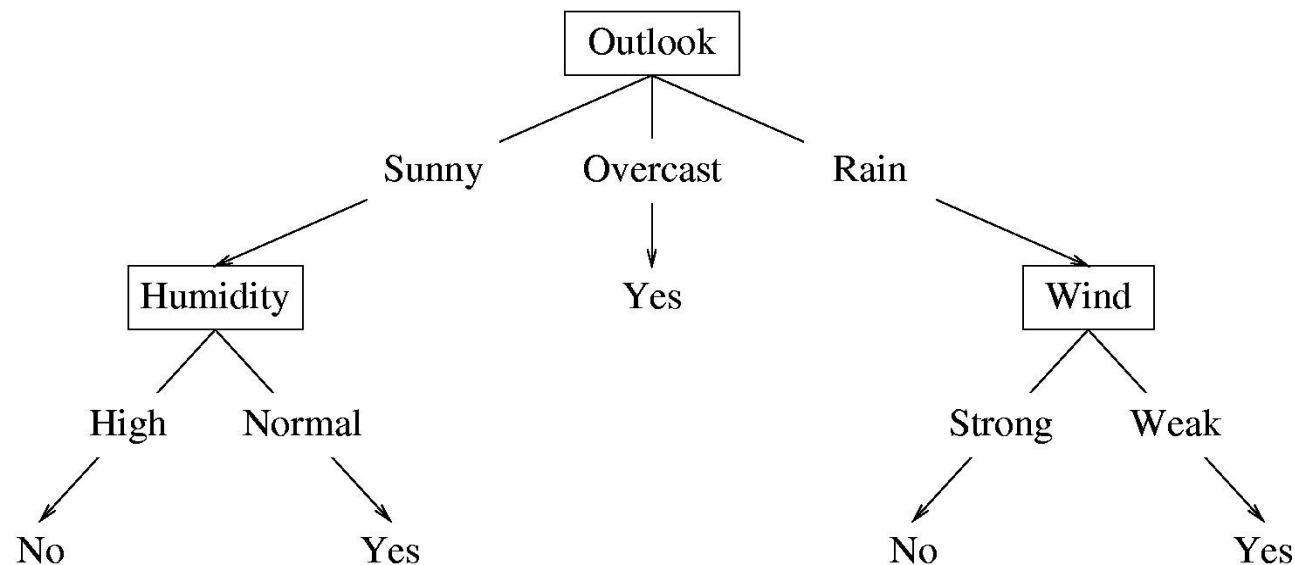 Outlook
Sunny Overcast Rain
Humidity Yes Wind
High Normal Strong Weak
No Yes No Yes